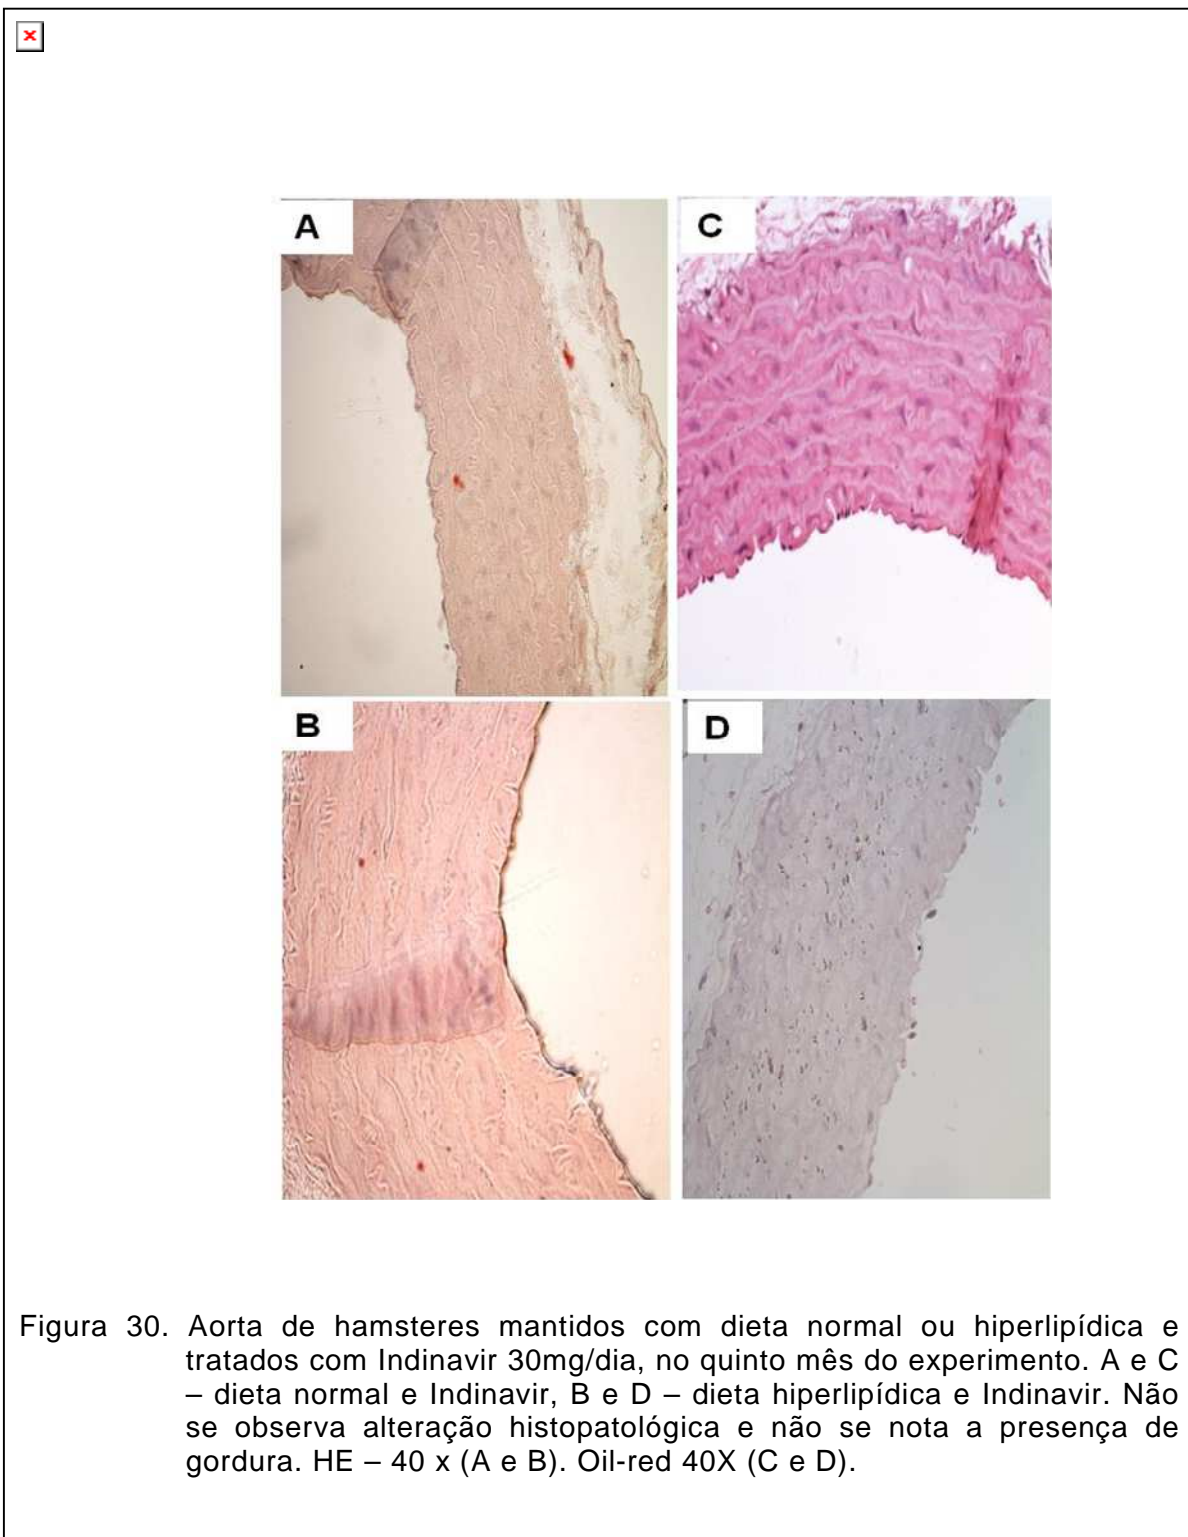 A
C
B
D
Figura 30. Aorta de hamsteres mantidos com dieta normal ou hiperlipídica e
tratados com Indinavir 30mg/dia, no quinto mês do experimento. A e C
– dieta normal e Indinavir, B e D – dieta hiperlipídica e Indinavir. Não
se observa alteração histopatológica e não se nota a presença de
gordura. HE – 40 x (A e B). Oil-red 40X (C e D).